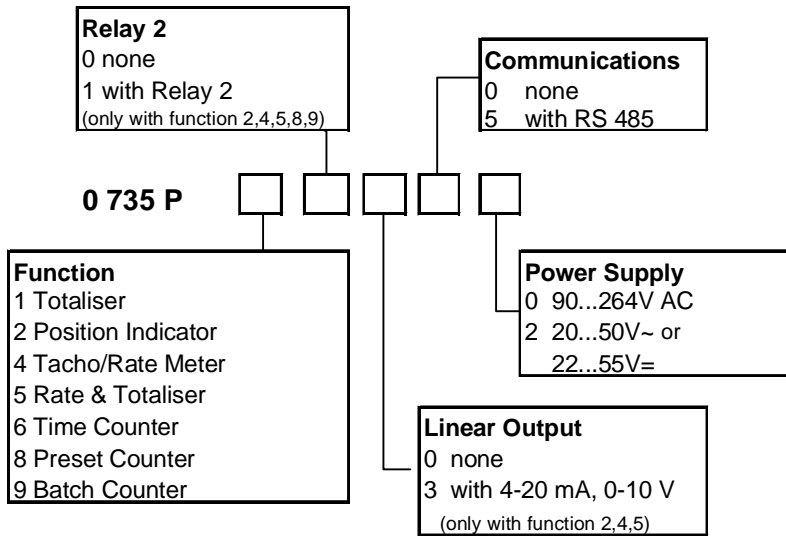 Relay 2
0 none
1 with Relay 2
(only with function 2,4,5,8,9)
Communications
0 none
5 with RS 485
0 735 P
Function
1 Totaliser
2 Position Indicator
4 Tacho/Rate Meter
5 Rate & Totaliser
6 Time Counter
8 Preset Counter
9 Batch Counter
Power Supply
0 90...264V AC
2 20...50V~ or
22...55V=
Linear Output
0 none
3 with 4-20 mA, 0-10 V
(only with function 2,4,5)